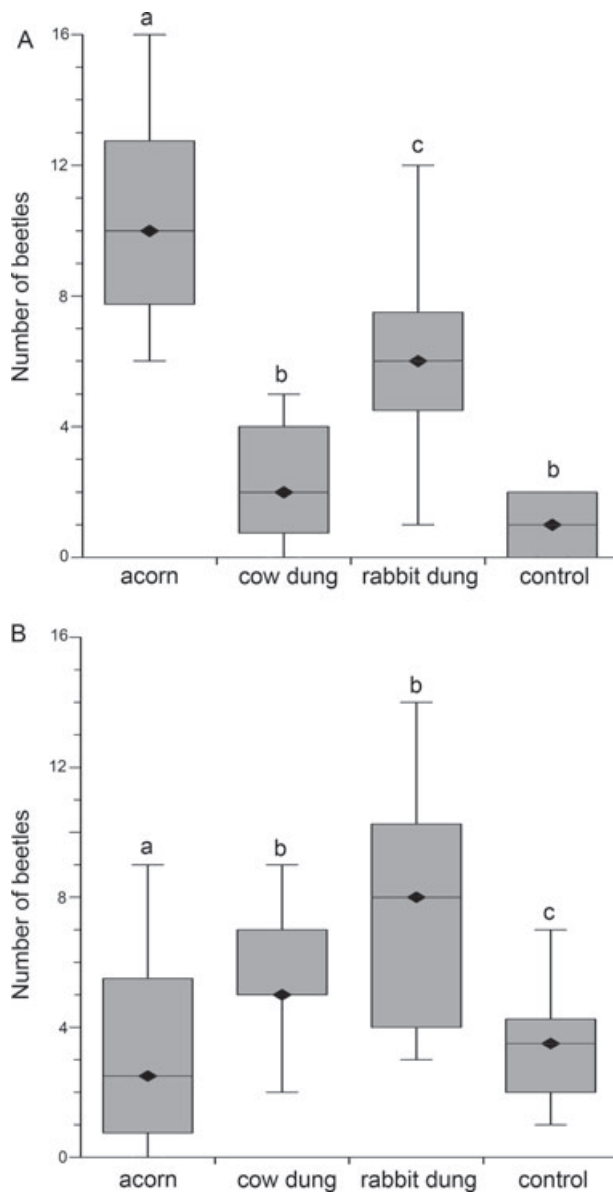 A
a
16
12
c
8
b
4
b
0
Number of beetles
acorn cow dung rabbit dung control
B
16
b
12
a
b
8
c
4
0
Number of beetles
acorn cow dung rabbit dung control